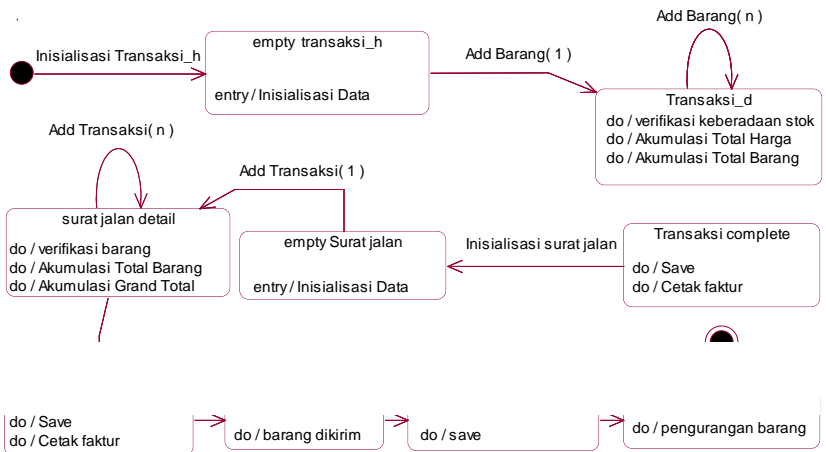 Add Barang( n )
Inisialisasi Transaksi_h
empty transaksi_h
entry / Inisialisasi Data
Add Barang( 1 )
Transaksi_d
do / verifikasi keberadaan stok
do / Akumulasi Total Harga
do / Akumulasi Total Barang
Add Transaksi( n )
Add Transaksi( 1 )
surat jalan detail
do / verifikasi barang
do / Akumulasi Total Barang
do / Akumulasi Grand Total
empty Surat jalan
entry / Inisialisasi Data
Inisialisasi surat jalan
Transaksi complete
do / Save
do / Cetak faktur
do / Save
do / Cetak faktur
do / barang dikirim
do / save
do / pengurangan barang